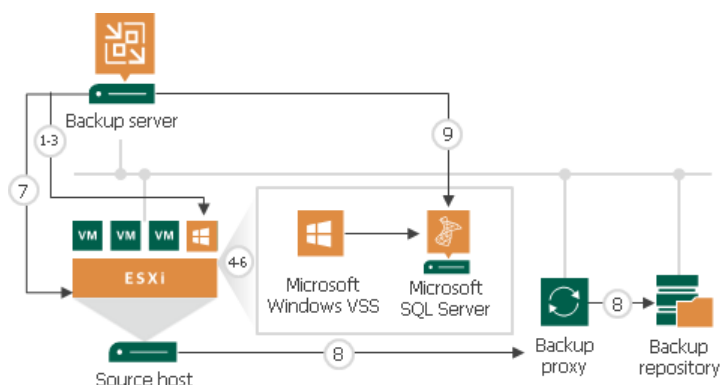 Backup server
1-3
9
7
VM
VM
VM
ESXi
4-6
Microsoft
Windows VSS
Microsoft
SQL Server
8
8
Backup
proxy
Backup
repository
Source host